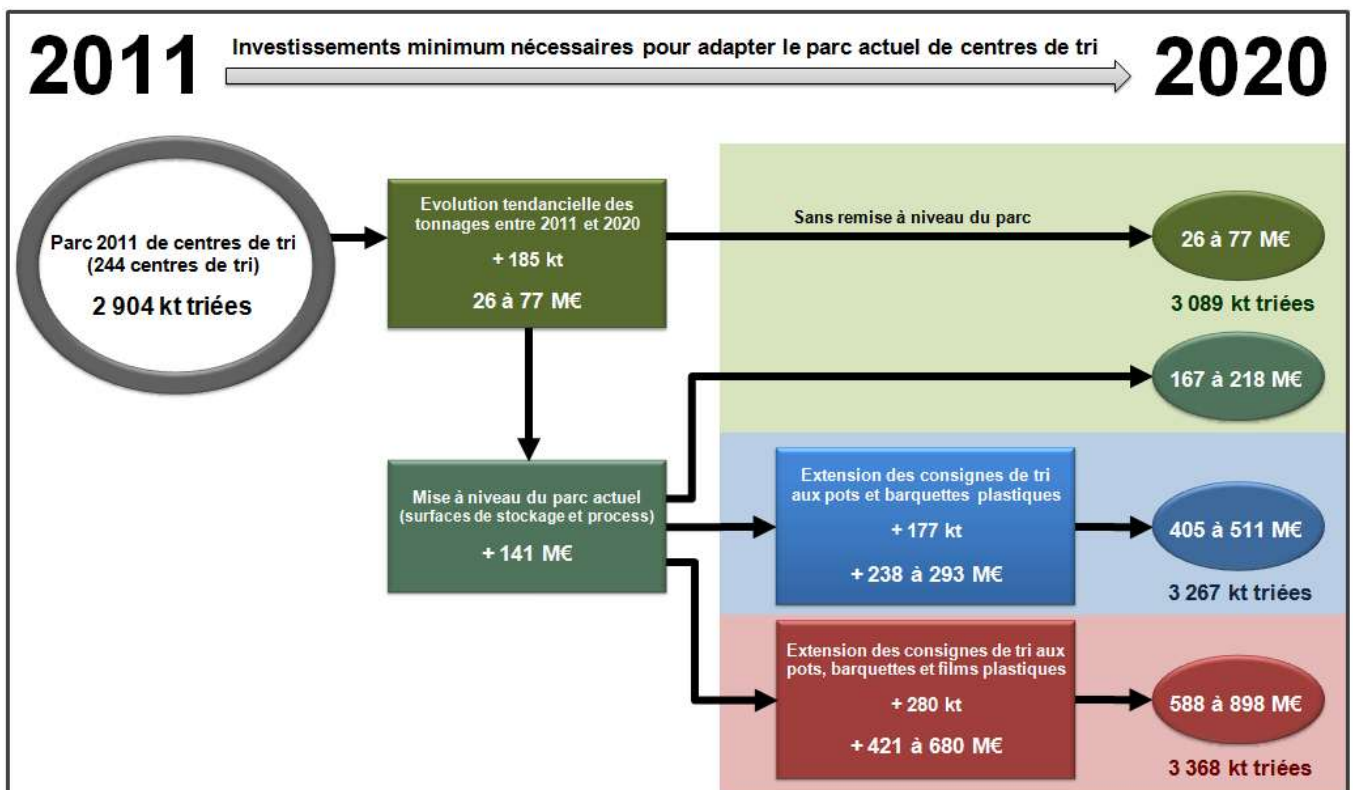 2011
Investissements minimum nécessaires pour adapter le parc actuel de centres de tri
2020
Parc 2011 de centres de tri
(244 centres de tri)
2 904 kt triées
Evolution tendancielle des
tonnages entre 2011 et 2020
+ 185 kt
26 à 77 M€
Sans remise à niveau du parc
26 à 77 M€
3 089 kt triées
167 à 218 M€
Mise à niveau du parc actuel
(surfaces de stockage et process)
+ 141 M€
Extension des consignes de tri
aux pots et barquettes plastiques
+ 177 kt
+ 238 à 293 M€
405 à 511 M€
3 267 kt triées
Extension des consignes de tri aux
pots, barquettes et films plastiques
+ 280 kt
+ 421 à 680 M€
588 à 898 M€
3 368 kt triées